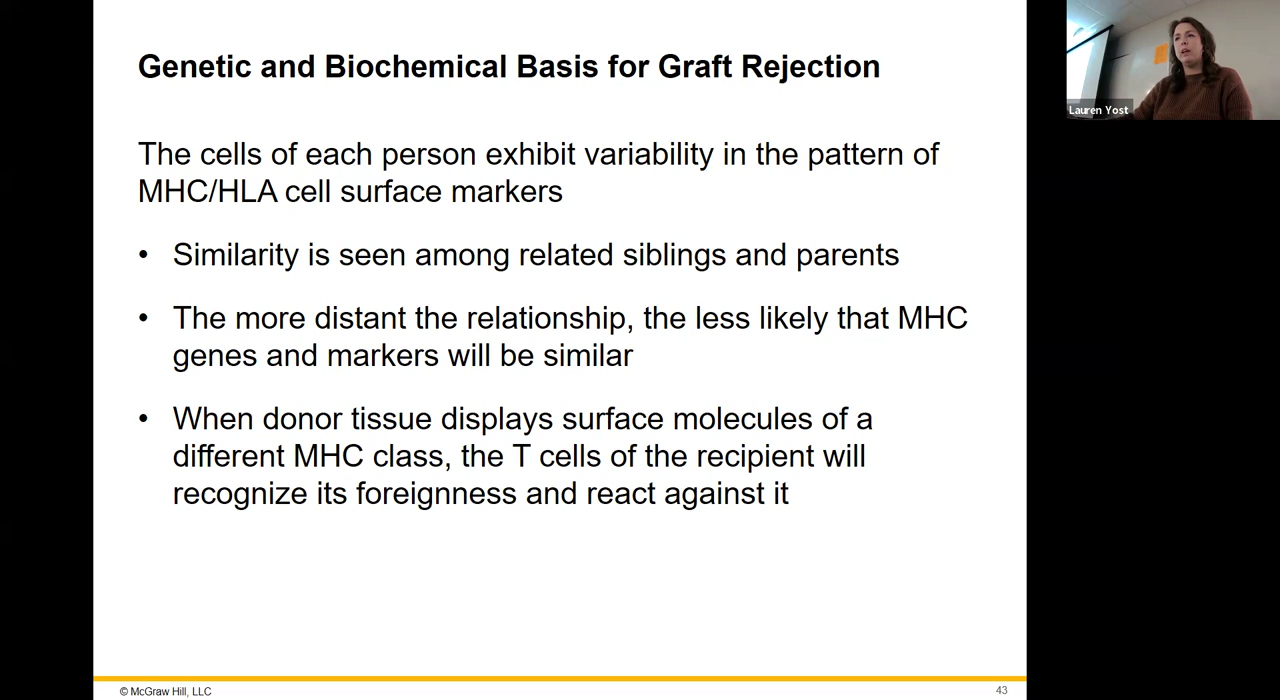 Genetic and Biochemical Basis for Graft Rejection
The cells of each person exhibit variability in the pattern of
MHC/HLA cell surface markers
• Similarity is seen among related siblings and parents
• The more distant the relationship, the less likely that MHC
genes and markers will be similar
• When donor tissue displays surface molecules of a
different MHC class, the T cells of the recipient will
recognize its foreignness and react against it
© McGraw Hill, LLC
43
Lauren Yost